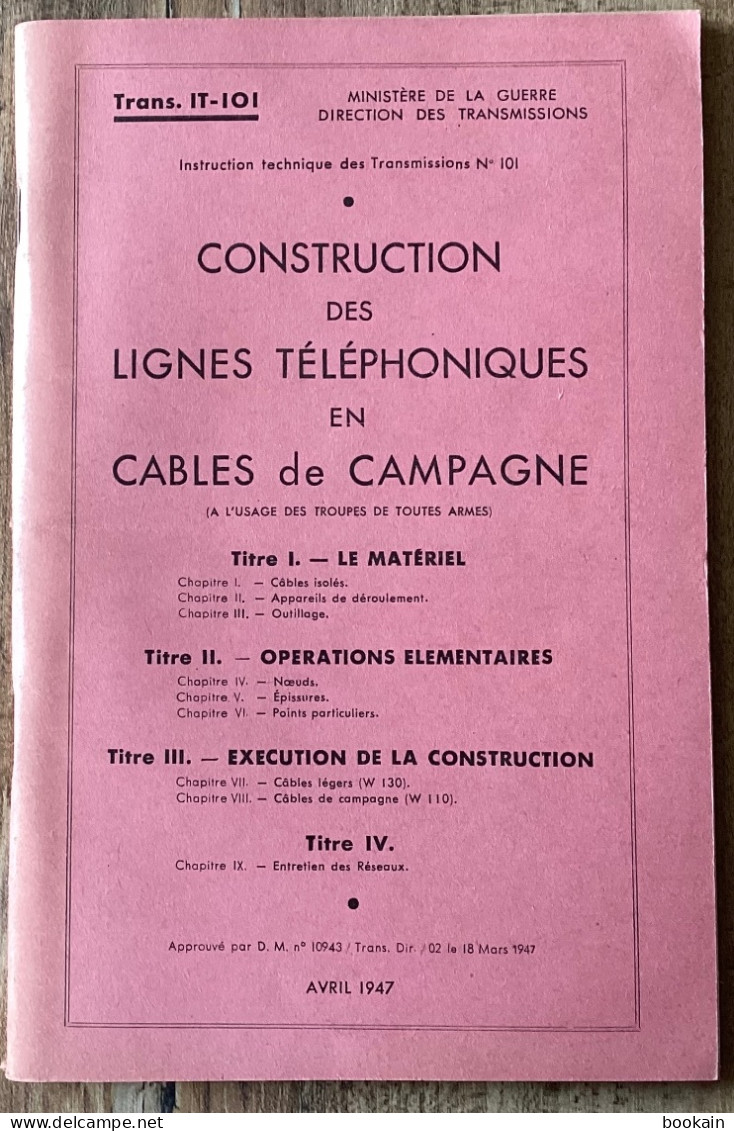 Trans. IT-101
MINISTÈRE DE LA GUERRE
DIRECTION DES TRANSMISSIONS
Instruction technique des Transmissions N° 101
CONSTRUCTION
DES
LIGNES TÉLÉPHONIQUES
EN
CABLES de CAMPAGNE
(A L'USAGE DES TROUPES DE TOUTES ARMES)
Titre I. — LE MATÉRIEL
Chapitre I. — Câbles isolés.
Chapitre II. — Appareils de déroulement.
Chapitre III. — Outillage.
Titre II. — OPERATIONS ELEMENTAIRES
Chapitre IV. — Nœuds.
Chapitre V. — Épissures.
Chapitre VI. — Points particuliers.
Titre III. — EXECUTION DE LA CONSTRUCTION
Chapitre VII. — Câbles légers (W 130).
Chapitre VIII. — Câbles de campagne (W 110).
Titre IV.
Chapitre IX. — Entretien des Réseaux.
Approuvé par D. M. n° 10943 / Trans. Dir. / 02 le 18 Mars 1947
AVRIL 1947
delcampe.net
bookain